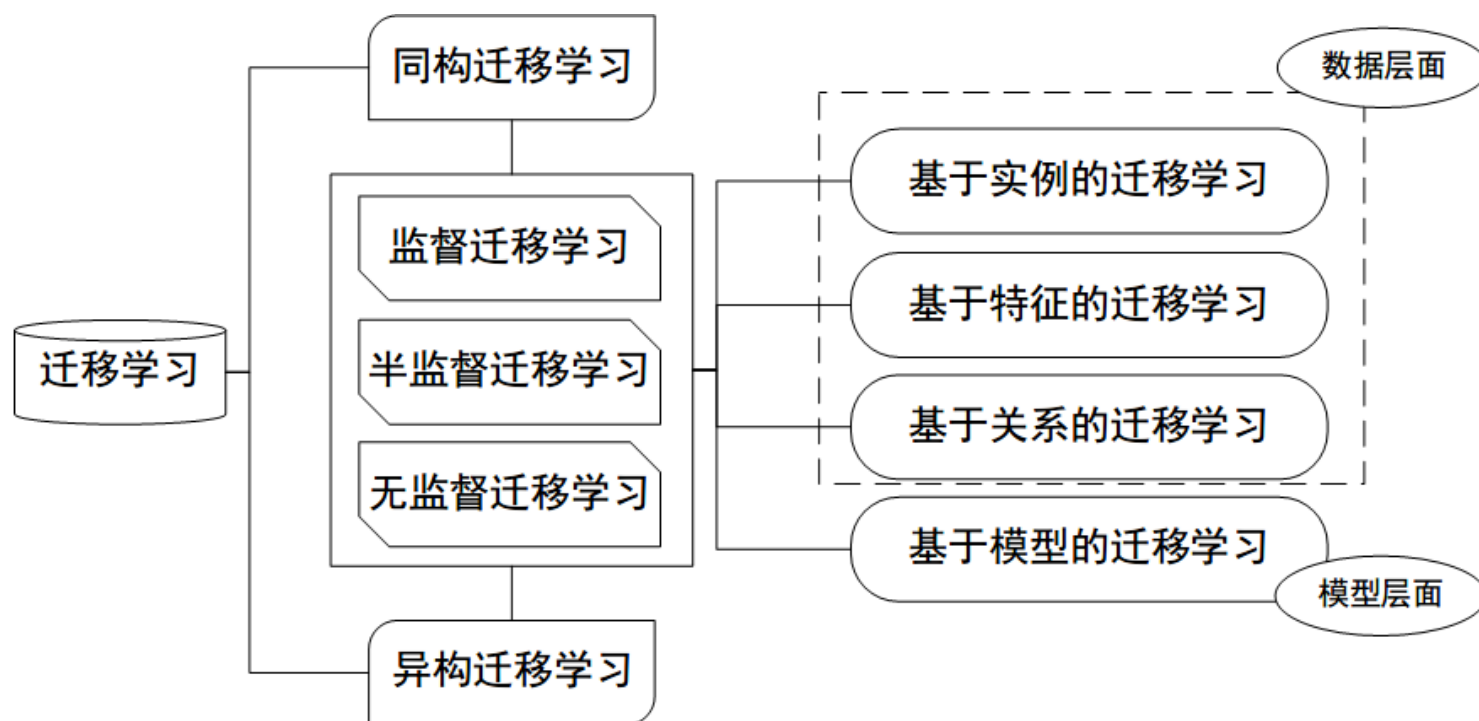 迁移学习
同构迁移学习
监督迁移学习
半监督迁移学习
无监督迁移学习
异构迁移学习
数据层面
基于实例的迁移学习
基于特征的迁移学习
基于关系的迁移学习
基于模型的迁移学习
模型层面